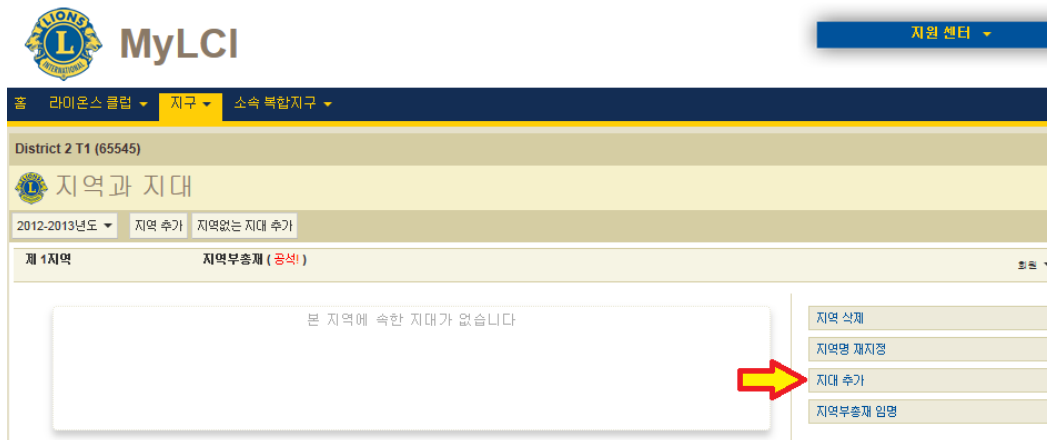 LIONS
L
INTERNATIONAL
MyLCI
지원 센터
홈 라이온스 클럽 지구 소속 복합지구
District 2 T1 (65545)
지역과 지대
2012-2013년도 지역 추가 지역없는 지대 추가
제 1지역 지역부총재 ( 공석! ) 회원
본 지역에 속한 지대가 없습니다
지역 삭제
지역명 재지정
지대 추가
지역부총재 임명